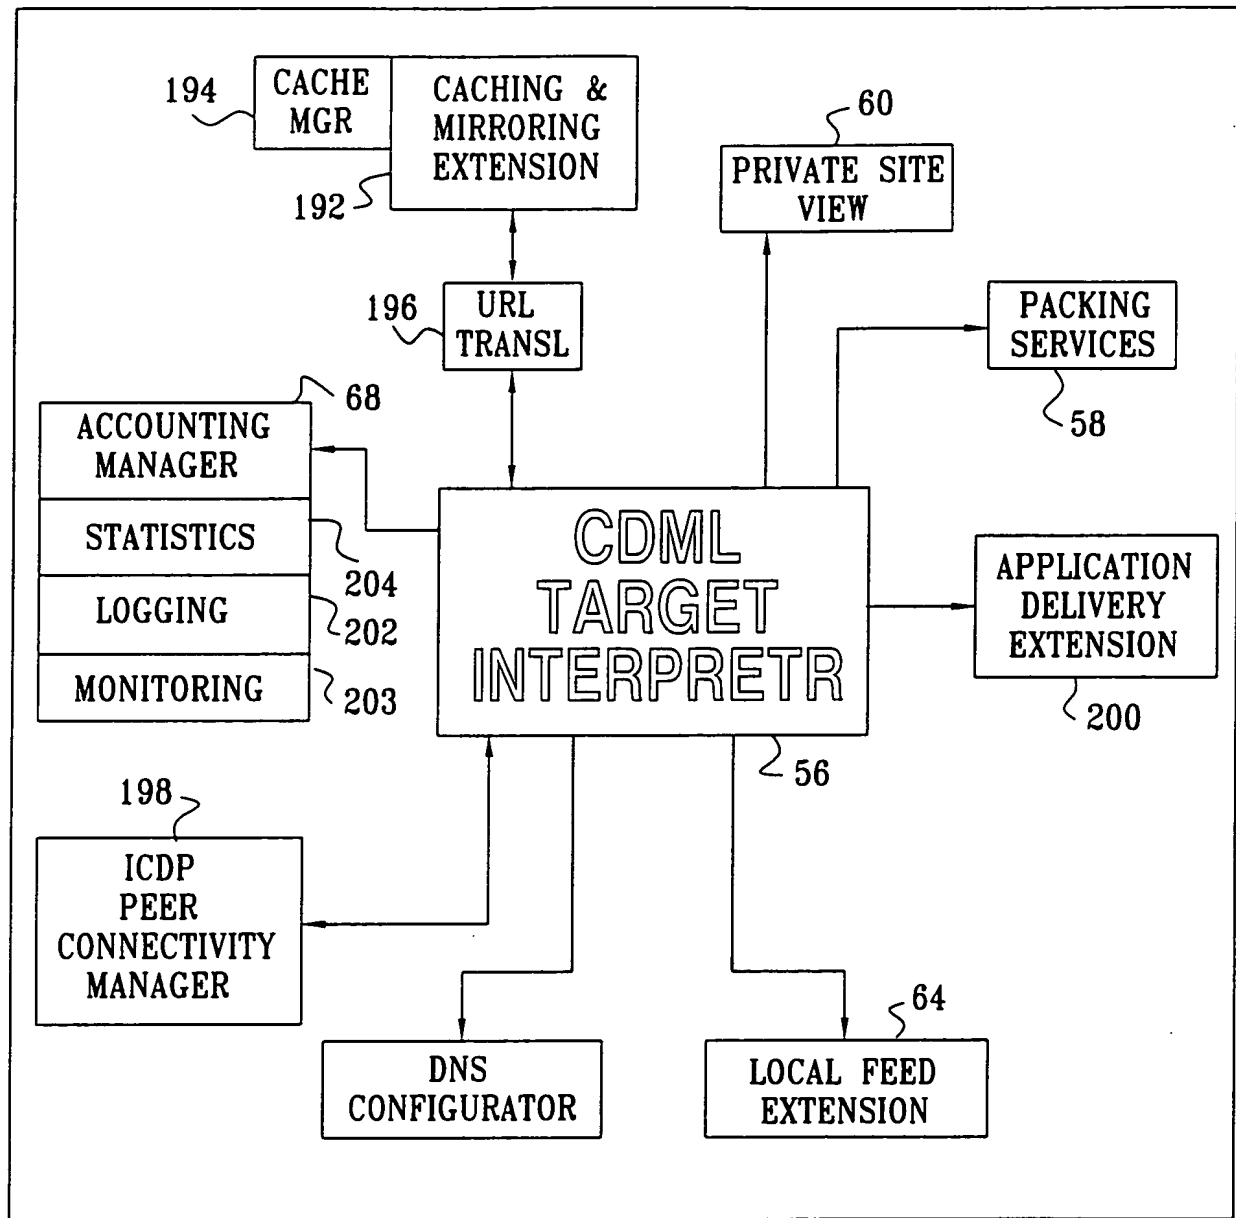 194
CACHE
MGR
CACHING &
MIRRORING
EXTENSION
192
60
PRIVATE SITE
VIEW
196
URL
TRANSL
PACKING
SERVICES
58
68
ACCOUNTING
MANAGER
STATISTICS
204
LOGGING
202
MONITORING
203
CDML
TARGET
INTERPRETR
56
APPLICATION
DELIVERY
EXTENSION
200
198
ICDP
PEER
CONNECTIVITY
MANAGER
DNS
CONFIGURATOR
64
LOCAL FEED
EXTENSION